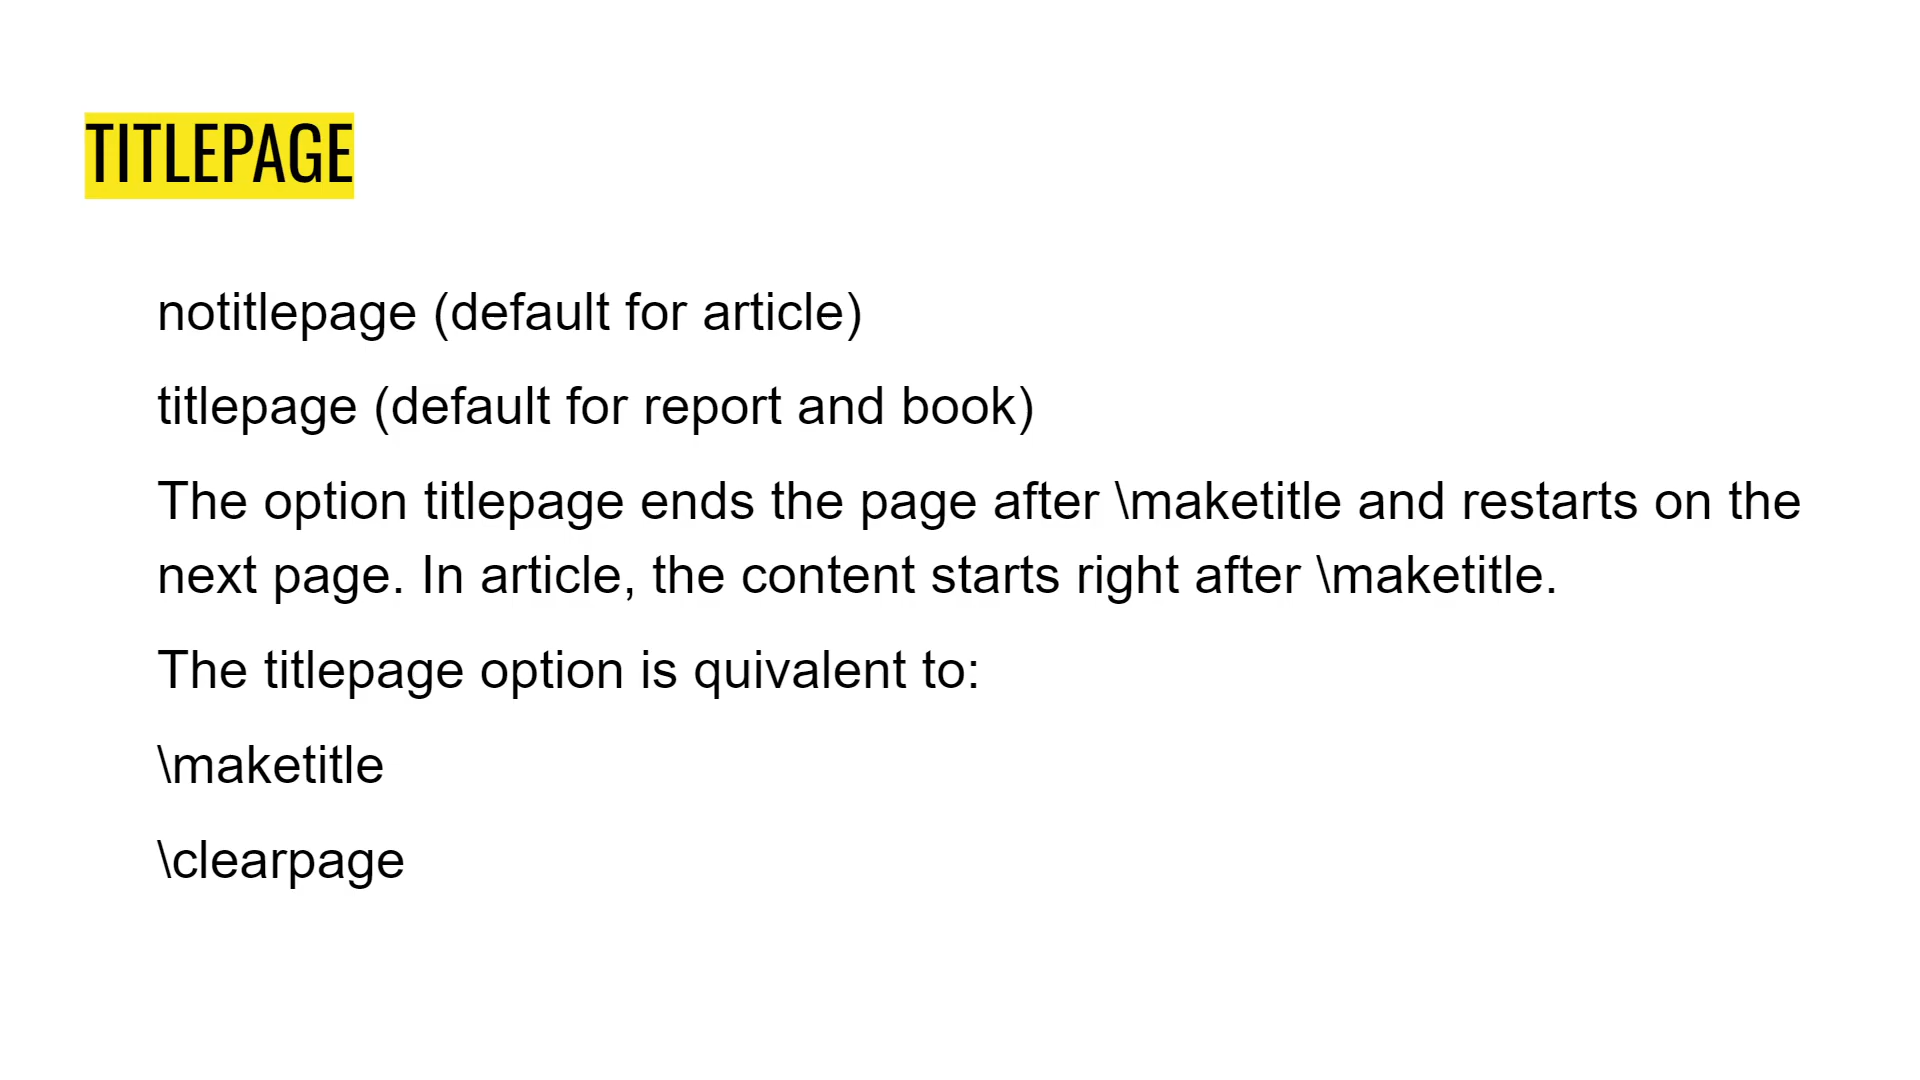 TITLEPAGE
notitlepage (default for article)
titlepage (default for report and book)
The option titlepage ends the page after \maketitle and restarts on the
next page. In article, the content starts right after \maketitle.
The titlepage option is quivalent to:
\maketitle
\clearpage